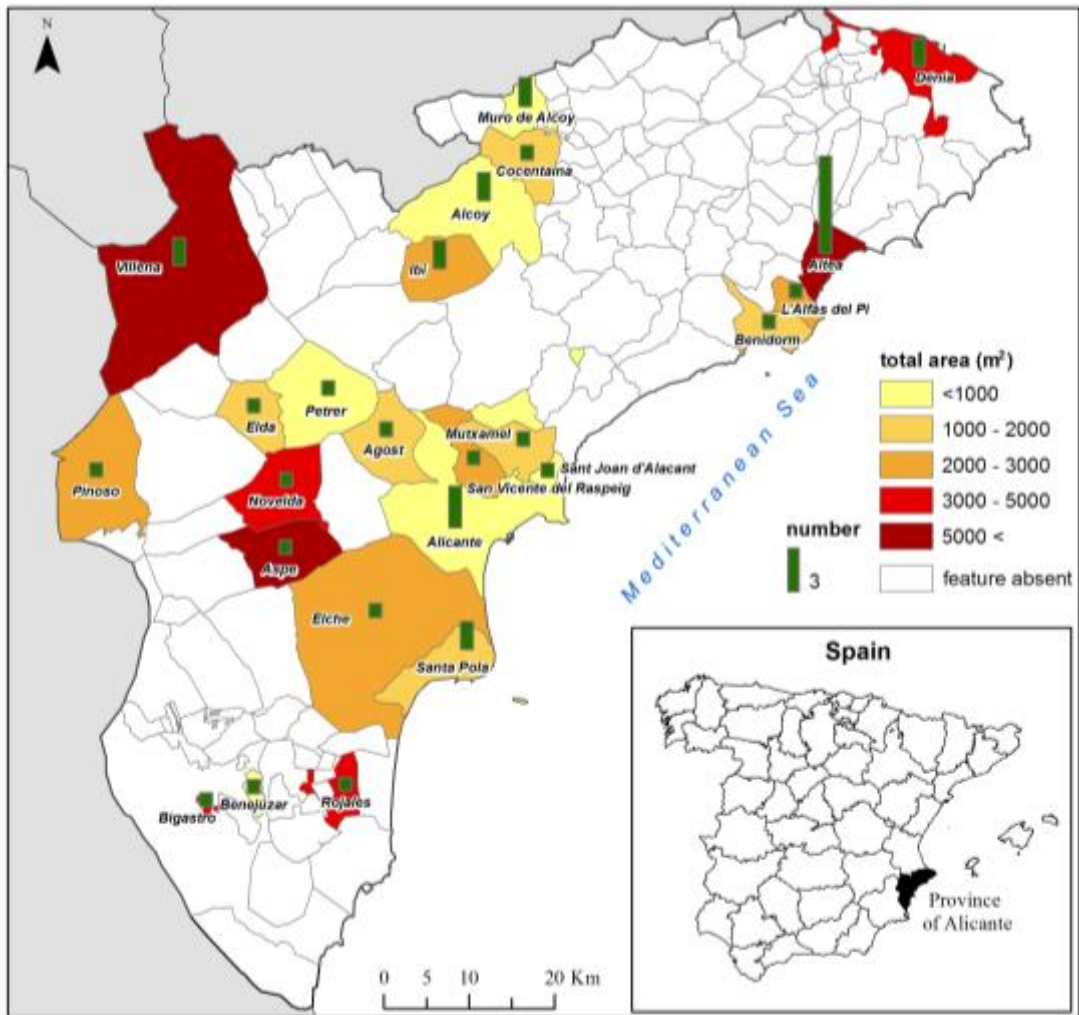 N
Dénia
Muro de Alcoy
Cocentaina
Alcoy
Villena
Ibi
Altea
L'Alfas del Pi
Benidorm
total area (m²)
<1000
1000 - 2000
2000 - 3000
3000 - 5000
5000 <
feature absent
number
3
Mediterranean Sea
Petrer
Elda
Agost
Mutxamel
Sant Joan d'Alacant
San Vicente del Raspeig
Pinoso
Novelda
Alicante
Aspe
Elche
Santa Pola
Benejúzar
Bigastro
Rojales
0 5 10 20 Km
Spain
Province
of Alicante